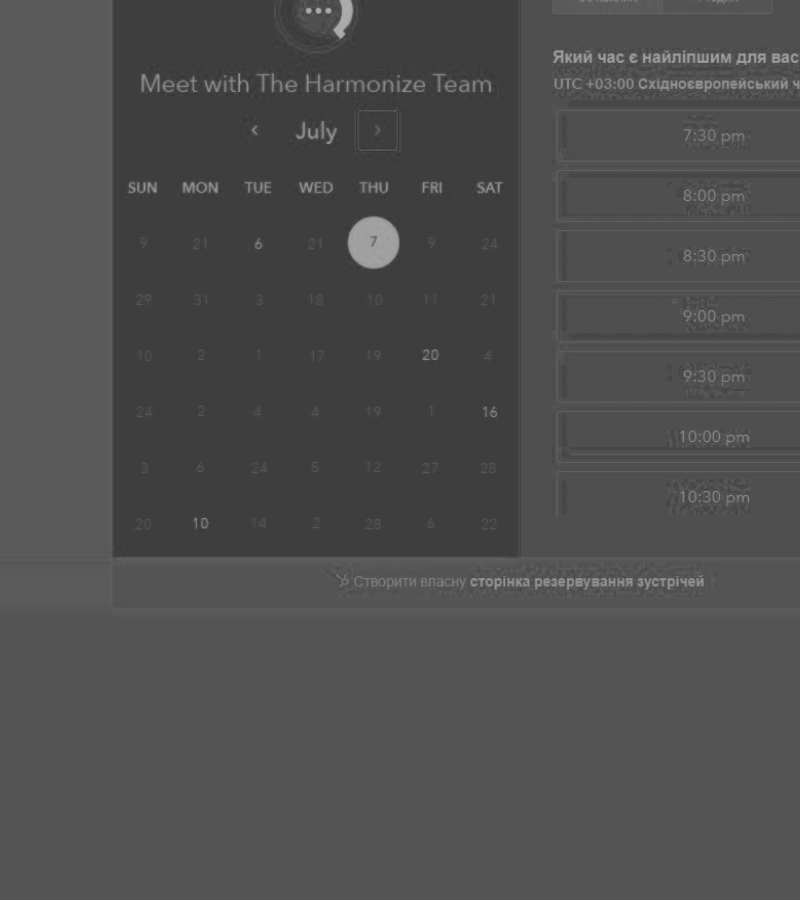 Meet with The Harmonize Team
July
SUN MON TUE WED THU FRI SAT
9 21 6 21 7 9 24
29 31 3 18 10 11 21
10 2 1 17 19 20 4
24 2 4 4 19 1 16
3 6 24 5 12 27 28
20 10 14 2 28 6 22
Який час є найліпшим для вас
UTC +03:00 Східноєвропейський ч
7:30 pm
8:00 pm
8:30 pm
9:00 pm
9:30 pm
10:00 pm
10:30 pm
Створити власну сторінка резервування зустрічей